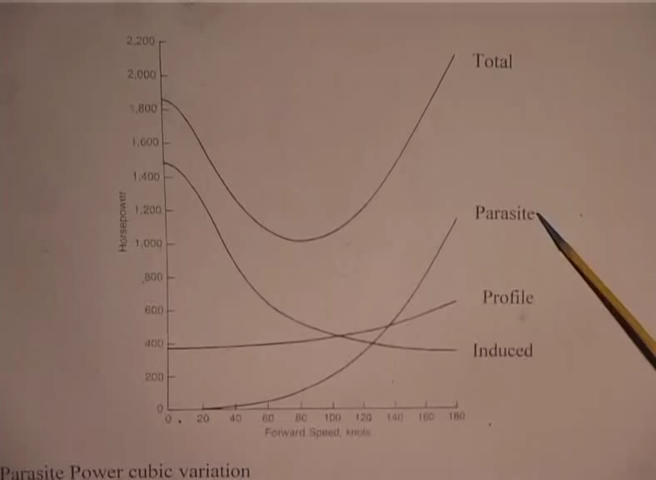 2,200
2,000
1,800
1,600
1,400
1,200
1,000
800
600
400
200
0
Horsepower
0 20 40 60 80 100 120 140 160 180
Forward Speed, knots
Total
Parasite
Profile
Induced
Parasite Power cubic variation